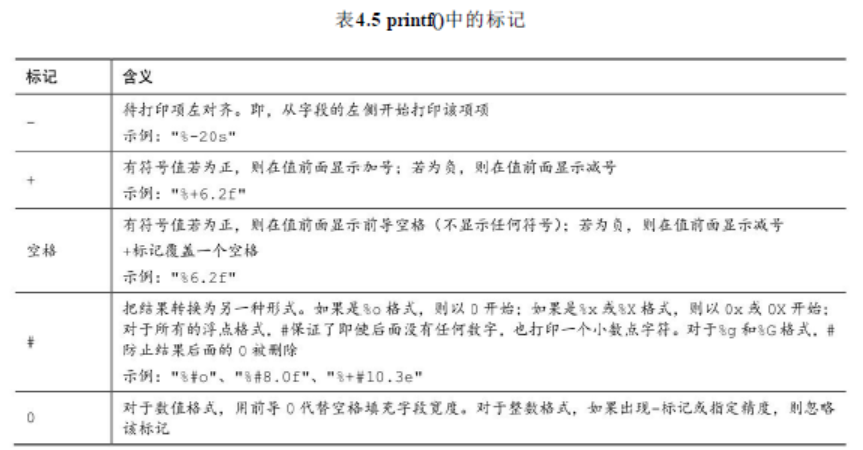 表4.5 printf()中的标记
标记 含义
- 待打印项左对齐。即，从字段的左侧开始打印该项项
示例："%-20s"
+ 有符号值若为正，则在值前面显示加号；若为负，则在值前面显示减号
示例："%+6.2f"
空格 有符号值若为正，则在值前面显示前导空格（不显示任何符号）；若为负，则在值前面显示减号
+标记覆盖一个空格
示例："%6.2f"
# 把结果转换为另一种形式。如果是%o格式，则以0开始；如果是%x或%X格式，则以0x或0X开始；
对于所有的浮点格式，#保证了即使后面没有任何数字，也打印一个小数点字符。对于%g和%G格式，#
防止结果后面的0被删除
示例："%#o"、"%#8.0f"、"%+#10.3e"
0 对于数值格式，用前导0代替空格填充字段宽度。对于整数格式，如果出现-标记或指定精度，则忽略
该标记